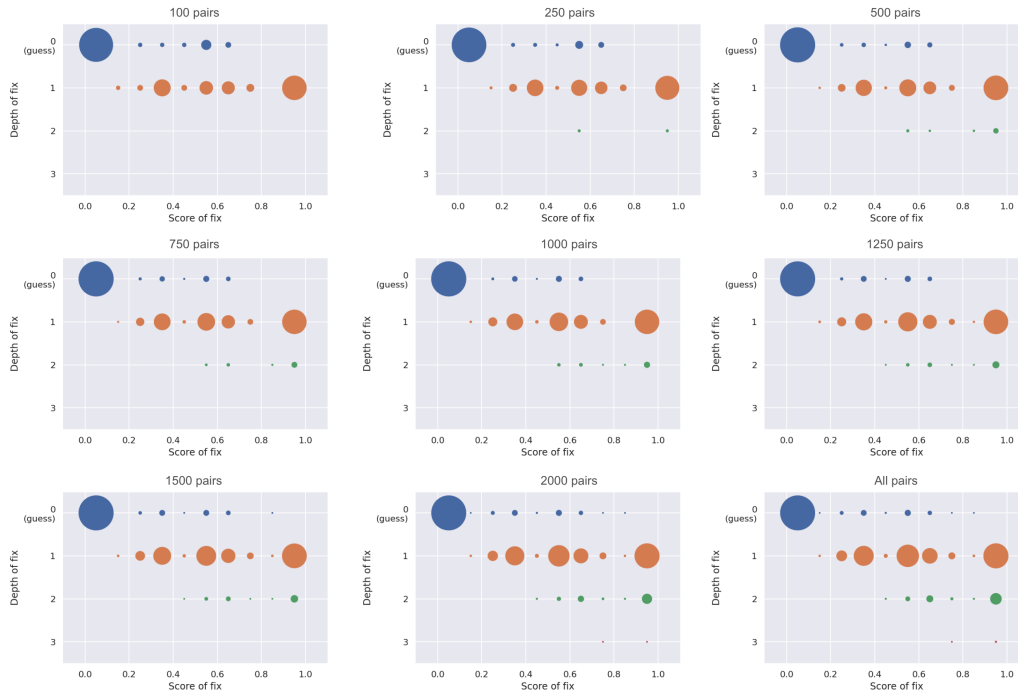 100 pairs
250 pairs
500 pairs
0
(guess)
1
2
3
Depth of fix
0.0 0.2 0.4 0.6 0.8 1.0
Score of fix
0
(guess)
1
2
3
Depth of fix
0.0 0.2 0.4 0.6 0.8 1.0
Score of fix
0
(guess)
1
2
3
Depth of fix
0.0 0.2 0.4 0.6 0.8 1.0
Score of fix
750 pairs
1000 pairs
1250 pairs
0
(guess)
1
2
3
Depth of fix
0.0 0.2 0.4 0.6 0.8 1.0
Score of fix
0
(guess)
1
2
3
Depth of fix
0.0 0.2 0.4 0.6 0.8 1.0
Score of fix
0
(guess)
1
2
3
Depth of fix
0.0 0.2 0.4 0.6 0.8 1.0
Score of fix
1500 pairs
2000 pairs
All pairs
0
(guess)
1
2
3
Depth of fix
0.0 0.2 0.4 0.6 0.8 1.0
Score of fix
0
(guess)
1
2
3
Depth of fix
0.0 0.2 0.4 0.6 0.8 1.0
Score of fix
0
(guess)
1
2
3
Depth of fix
0.0 0.2 0.4 0.6 0.8 1.0
Score of fix